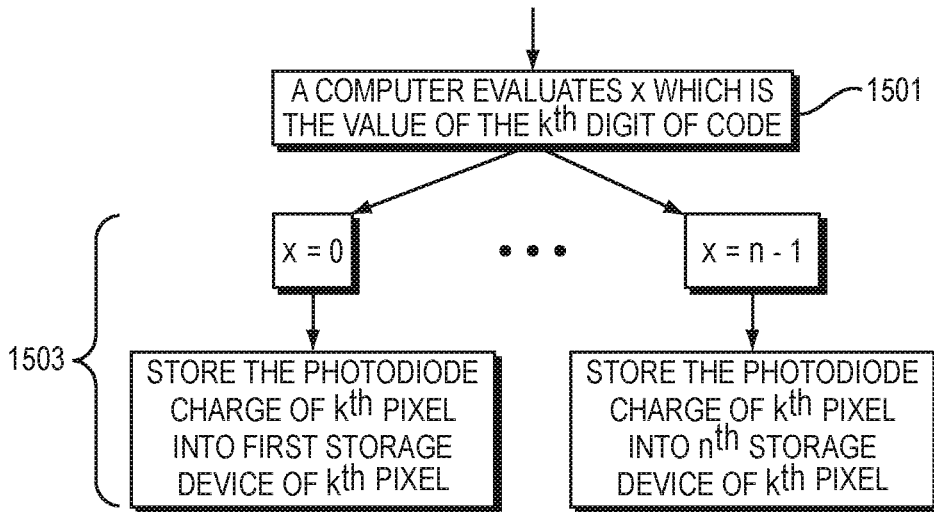 A COMPUTER EVALUATES x WHICH IS
THE VALUE OF THE kth DIGIT OF CODE
1501
x = 0
• • •
x = n - 1
1503
STORE THE PHOTODIODE
CHARGE OF kth PIXEL
INTO FIRST STORAGE
DEVICE OF kth PIXEL
STORE THE PHOTODIODE
CHARGE OF kth PIXEL
INTO nth STORAGE
DEVICE OF kth PIXEL